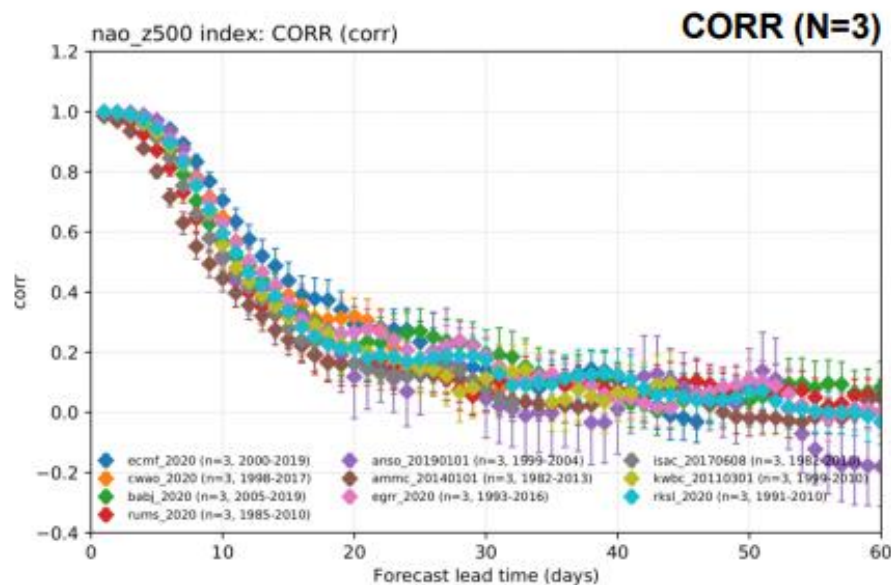 CORR (N=3)
nao_z500 index: CORR (corr)
1.2
1.0
0.8
0.6
0.4
0.2
0.0
−0.2
−0.4
corr
ecmf_2020 (n=3, 2000-2019)
cwao_2020 (n=3, 1998-2017)
babj_2020 (n=3, 2005-2019)
rums_2020 (n=3, 1985-2010)
anso_20190101 (n=3, 1999-2004)
ammc_20140101 (n=3, 1982-2013)
egrr_2020 (n=3, 1993-2016)
isac_20170608 (n=3, 1982-2010)
kwbc_20110301 (n=3, 1999-2010)
rksl_2020 (n=3, 1991-2010)
0 10 20 30 40 50 60
Forecast lead time (days)